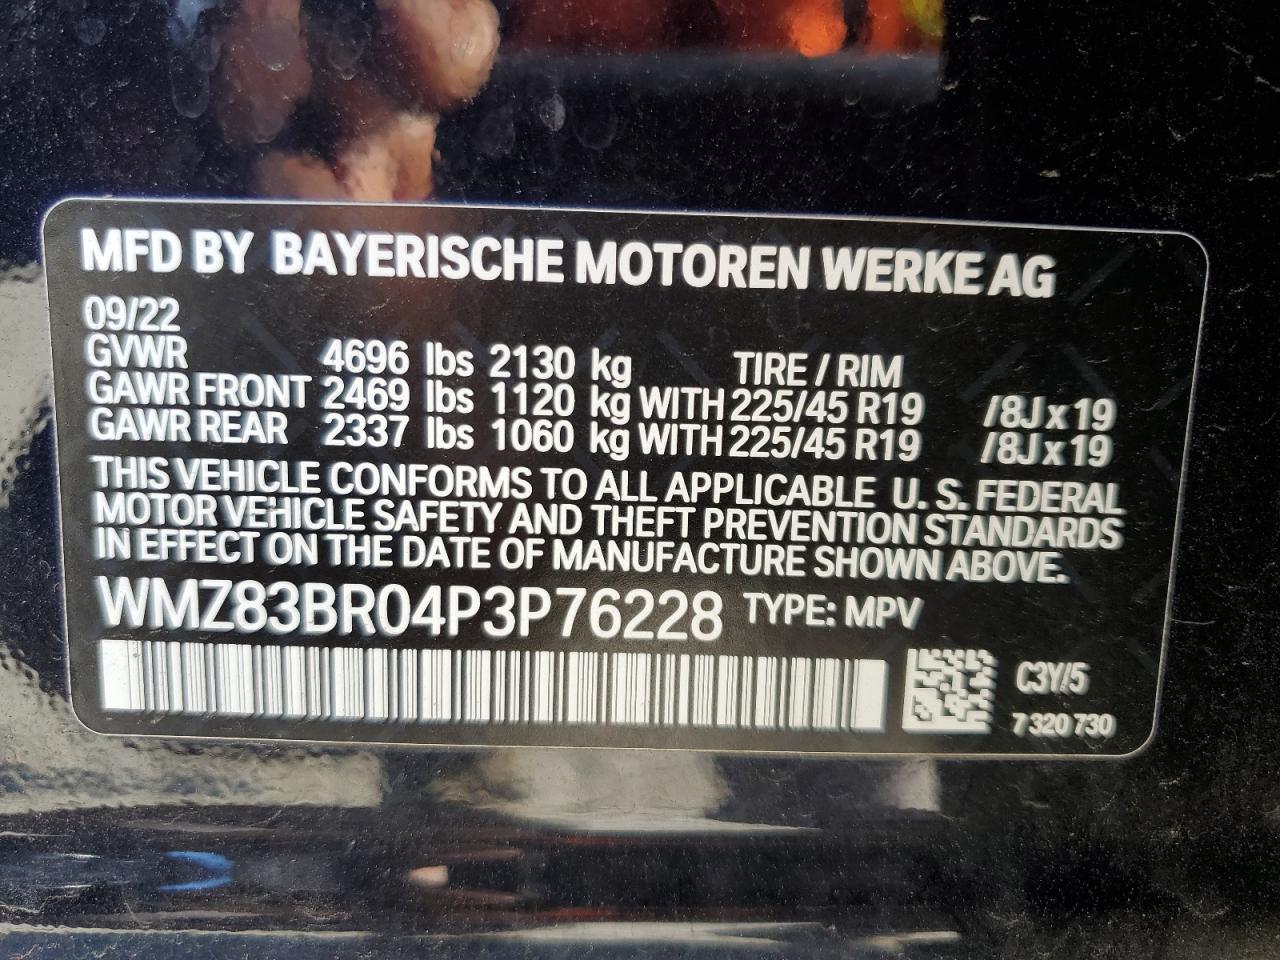 MFD BY BAYERISCHE MOTOREN WERKE AG
09/22
GVWR 4696 lbs 2130 kg TIRE / RIM
GAWR FRONT 2469 lbs 1120 kg WITH 225/45 R19 /8J x 19
GAWR REAR 2337 lbs 1060 kg WITH 225/45 R19 /8J x 19
THIS VEHICLE CONFORMS TO ALL APPLICABLE U. S. FEDERAL
MOTOR VEHICLE SAFETY AND THEFT PREVENTION STANDARDS
IN EFFECT ON THE DATE OF MANUFACTURE SHOWN ABOVE.
WMZ83BR04P3P76228 TYPE: MPV
C3Y/5
7 320 730